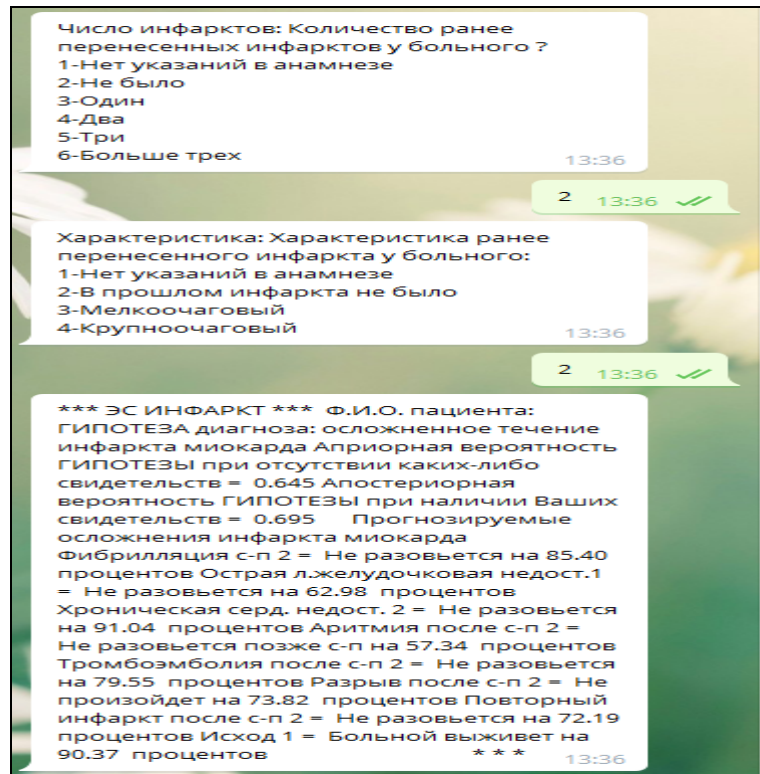 Число инфарктов: Количество ранее
перенесенных инфарктов у больного ?
1-Нет указаний в анамнезе
2-Не было
3-Один
4-Два
5-Три
6-Больше трех
13:36
2 13:36
Характеристика: Характеристика ранее
перенесенного инфаркта у больного:
1-Нет указаний в анамнезе
2-В прошлом инфаркта не было
3-Мелкоочаговый
4-Крупноочаговый
13:36
2 13:36
*** ЭС ИНФАРКТ *** Ф.И.О. пациента:
ГИПОТЕЗА диагноза: осложненное течение
инфаркта миокарда Априорная вероятность
ГИПОТЕЗЫ при отсутствии каких-либо
свидетельств = 0.645 Апостериорная
вероятность ГИПОТЕЗЫ при наличии Ваших
свидетельств = 0.695 Прогнозируемые
осложнения инфаркта миокарда
Фибрилляция с-п 2 = Не разовьется на 85.40
процентов Острая л.желудочковая недост.1
= Не разовьется на 62.98 процентов
Хроническая серд. недост. 2 = Не разовьется
на 91.04 процентов Аритмия после с-п 2 =
Не разовьется позже с-п на 57.34 процентов
Тромбоэмболия после с-п 2 = Не разовьется
на 79.55 процентов Разрыв после с-п 2 = Не
произойдет на 73.82 процентов Повторный
инфаркт после с-п 2 = Не разовьется на 72.19
процентов Исход 1 = Больной выживет на
90.37 процентов * * *
13:36